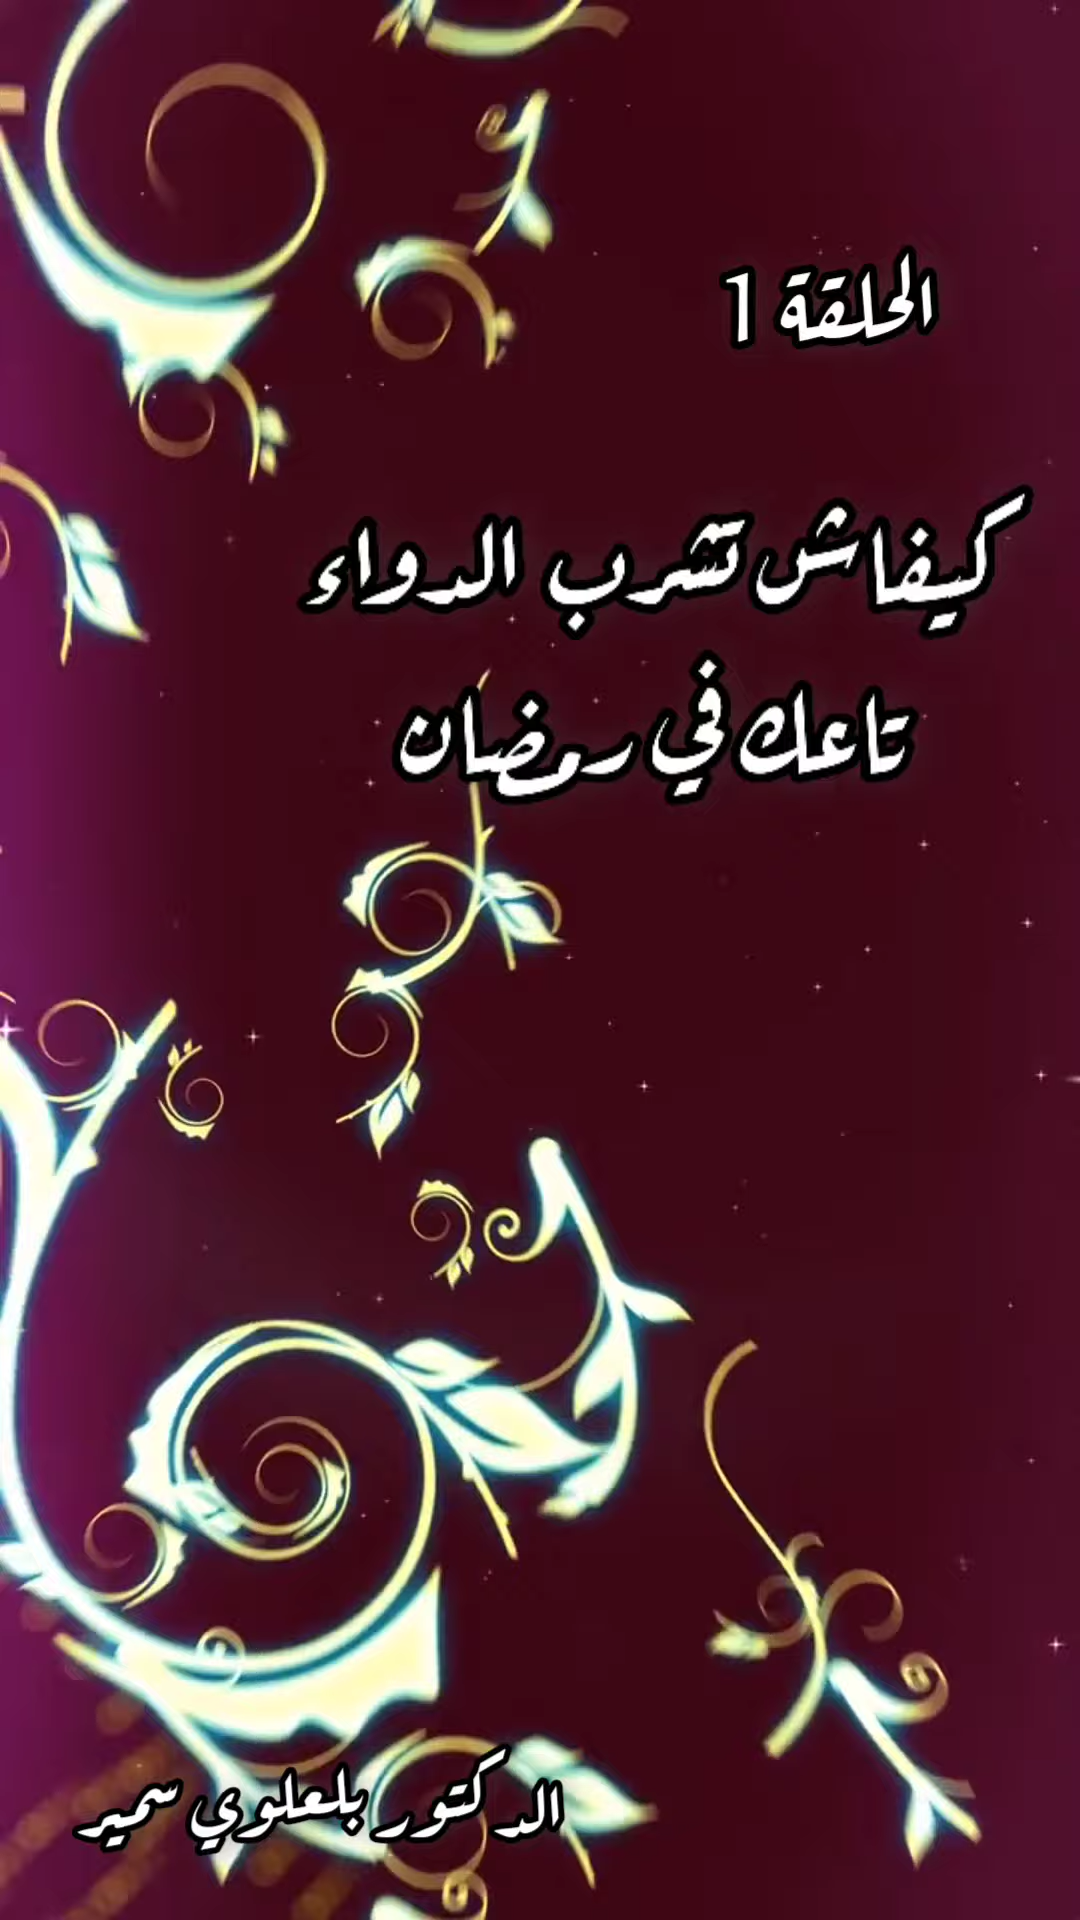 الحلقة 1
كيفاش تشرب الدواء
تاعك في رمضان
الدكتور بلعلوي سمير